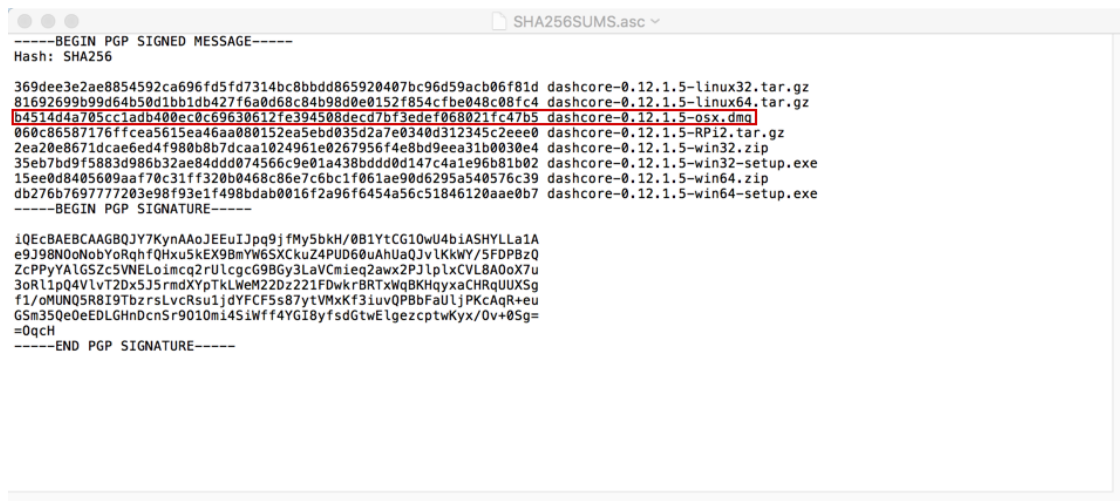 SHA256SUMS.asc
-----BEGIN PGP SIGNED MESSAGE-----
Hash: SHA256
369dee3e2ae8854592ca696fd5fd7314bc8bbdd865920407bc96d59acb06f81d dashcore-0.12.1.5-linux32.tar.gz
81692699b99d64b50d1bb1db427f6a0d68c84b98d0e0152f854cfbe048c08fc4 dashcore-0.12.1.5-linux64.tar.gz
b4514d4a705cc1adb400ec0c69630612fe394508decd7bf3edef068021fc47b5 dashcore-0.12.1.5-osx.dmg
060c86587176ffcea5615ea46aa080152ea5ebd035d2a7e0340d312345c2eee0 dashcore-0.12.1.5-RPi2.tar.gz
2ea20e8671dcae6ed4f980b8b7dcaa1024961e0267956f4e8bd9eea31b0030e4 dashcore-0.12.1.5-win32.zip
35eb7bd9f5883d986b32ae84ddd074566c9e01a438bddd0d147c4a1e96b81b02 dashcore-0.12.1.5-win32-setup.exe
15ee0d8405609aaf70c31ff320b0468c86e7c6bc1f061ae90d6295a540576c39 dashcore-0.12.1.5-win64.zip
db276b7697777203e98f93e1f498bdab0016f2a96f6454a56c51846120aae0b7 dashcore-0.12.1.5-win64-setup.exe
-----BEGIN PGP SIGNATURE-----
iQEcBAEBCAAGBQJY7KynAAoJEEuIJpq9jfMy5bkH/0B1YtCG1OwU4biASHYLLa1A
e9J98NOoNobYoRqhfQHxu5kEX9BmYW6SXCkuZ4PUD60uAhUaQJvlKkWY/5FDPBzQ
ZcPPyYAlGSZc5VNELoimcq2rUlcgcG9BGy3LaVCmieq2awx2PJlplxCVL8AOoX7u
3oRl1pQ4VlvT2Dx5J5rmdXYpTkLWeM22Dz221FDwkrBRTxWqBKHqyxaCHRqUUXSg
f1/oMUNQ5R8I9TbzrsLvcRsu1jdYFCF5s87ytVMxKf3iuvQPBbFaUljPKcAqR+eu
GSm35QeOeEDLGHnDcnSr901Omi4SiWff4YGI8yfsdGtwElgezcptwKyx/Ov+0Sg=
=OqcH
-----END PGP SIGNATURE-----